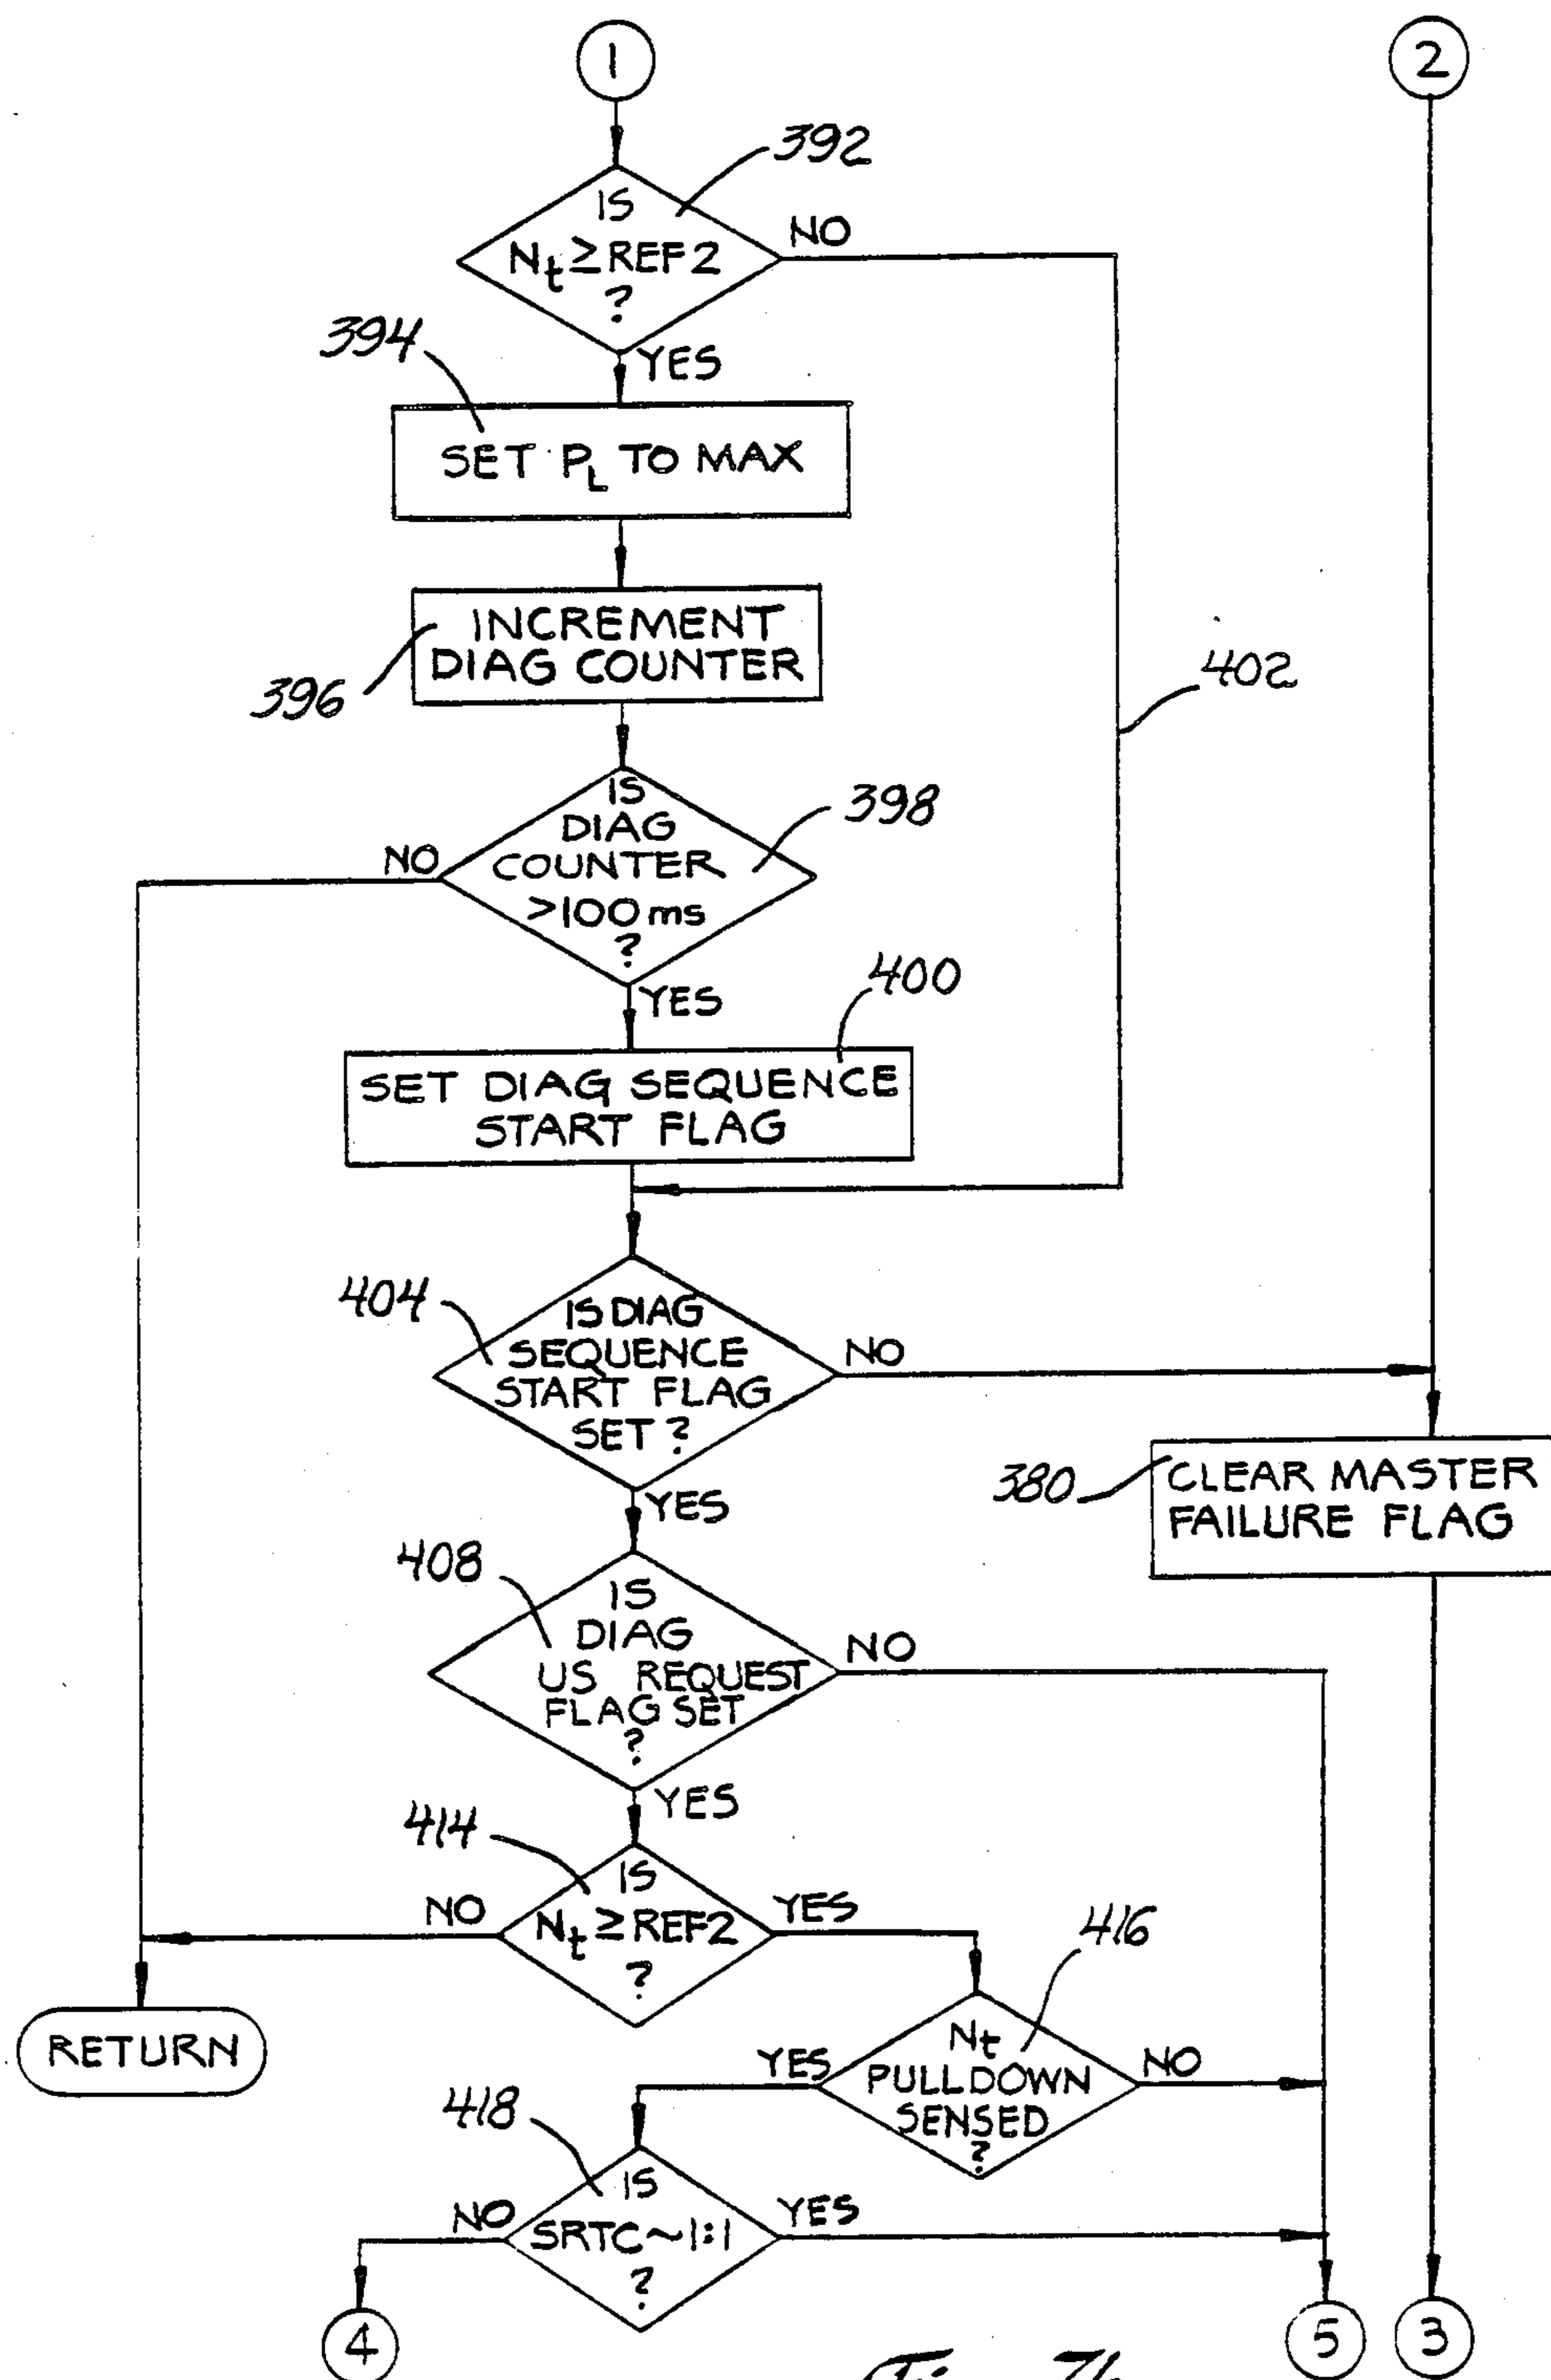 1
2
392
IS
Nt ≥ REF 2
?
NO
394
YES
SET PL TO MAX
INCREMENT
DIAG COUNTER
396
402
IS
DIAG
COUNTER
>100 ms
?
398
NO
400
YES
SET DIAG SEQUENCE
START FLAG
404
IS DIAG
SEQUENCE
START FLAG
SET ?
NO
380
CLEAR MASTER
FAILURE FLAG
YES
408
IS
DIAG
US REQUEST
FLAG SET
?
NO
YES
414
IS
Nt ≥ REF2
?
NO
YES
416
RETURN
Nt
PULLDOWN
SENSED
?
YES
NO
418
IS
SRTC~1:1
?
NO
YES
4
5
3